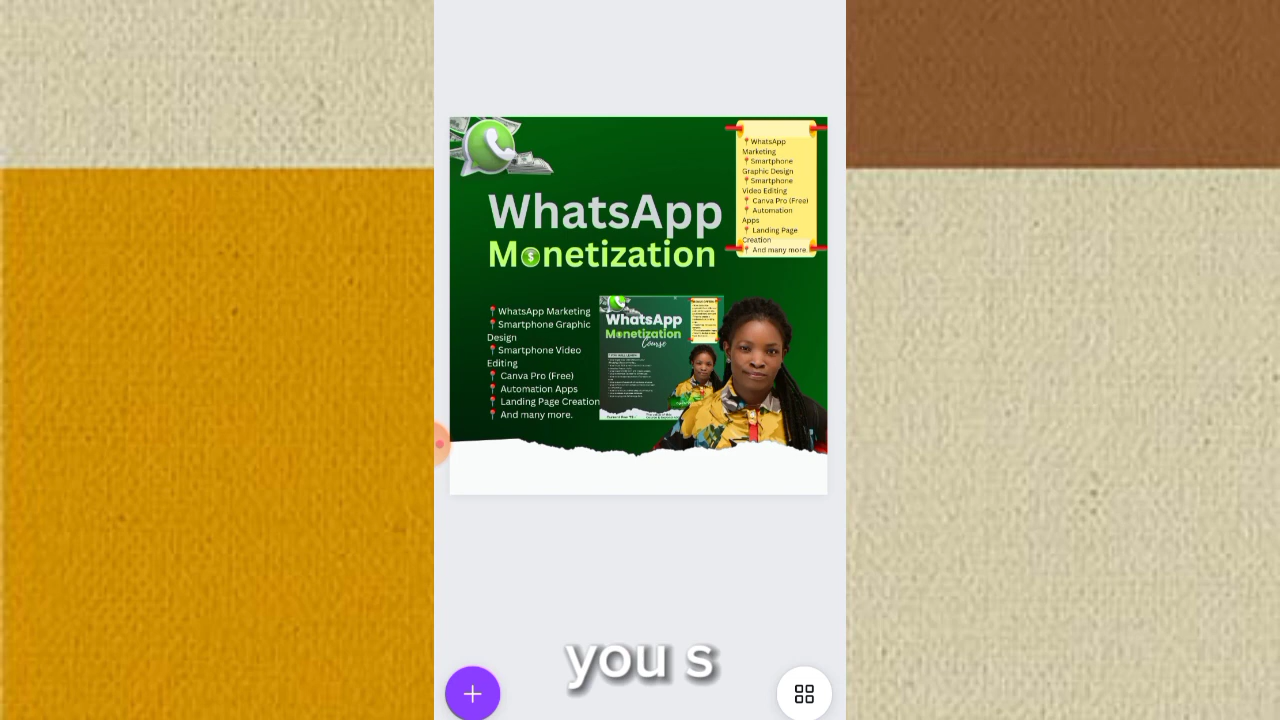 WhatsApp
Monetization
📍WhatsApp
Marketing
📍Smartphone
Graphic Design
📍Smartphone
Video Editing
📍 Canva Pro (Free)
📍 Automation
Apps
📍 Landing Page
Creation
📍 And many more.
📍WhatsApp Marketing
📍Smartphone Graphic
Design
📍Smartphone Video
Editing
📍 Canva Pro (Free)
📍 Automation Apps
📍 Landing Page Creation
📍 And many more.
WhatsApp
Monetization
Course
you s